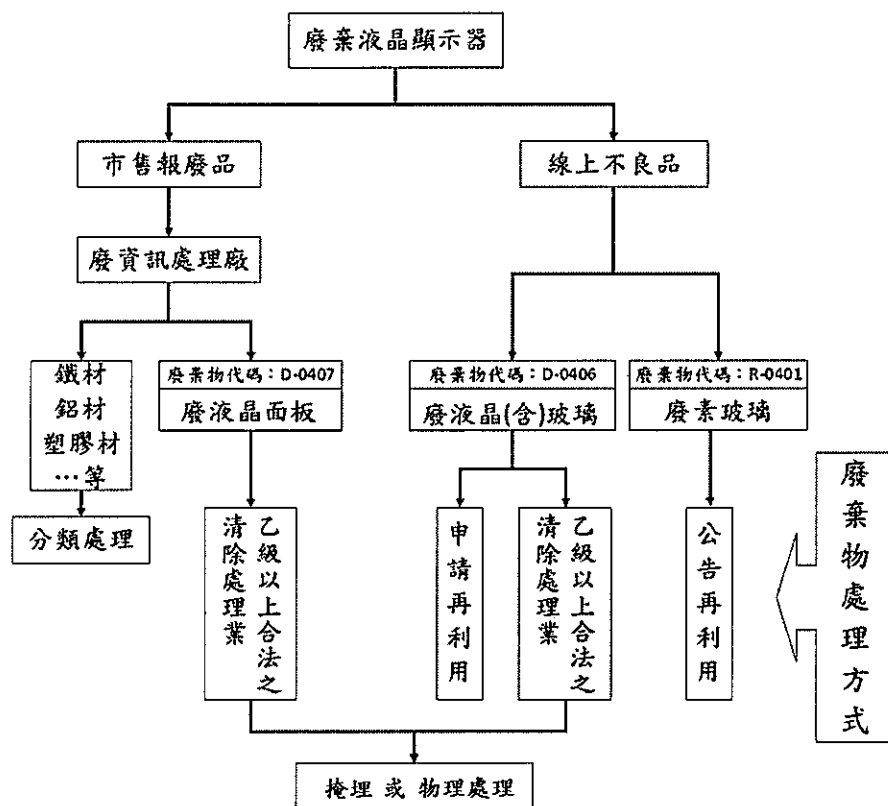 廢棄液晶顯示器
市售報廢品
線上不良品
廢資訊處理廠
鐵材
鋁材
塑膠材
…等
廢棄物代碼：D-0407
廢液晶面板
廢棄物代碼：D-0406
廢液晶(含)玻璃
廢棄物代碼：R-0401
廢素玻璃
分類處理
乙級以上合法之
清除處理業
申請再利用
乙級以上合法之
清除處理業
公告再利用
廢棄物處理方式
掩埋 或 物理處理